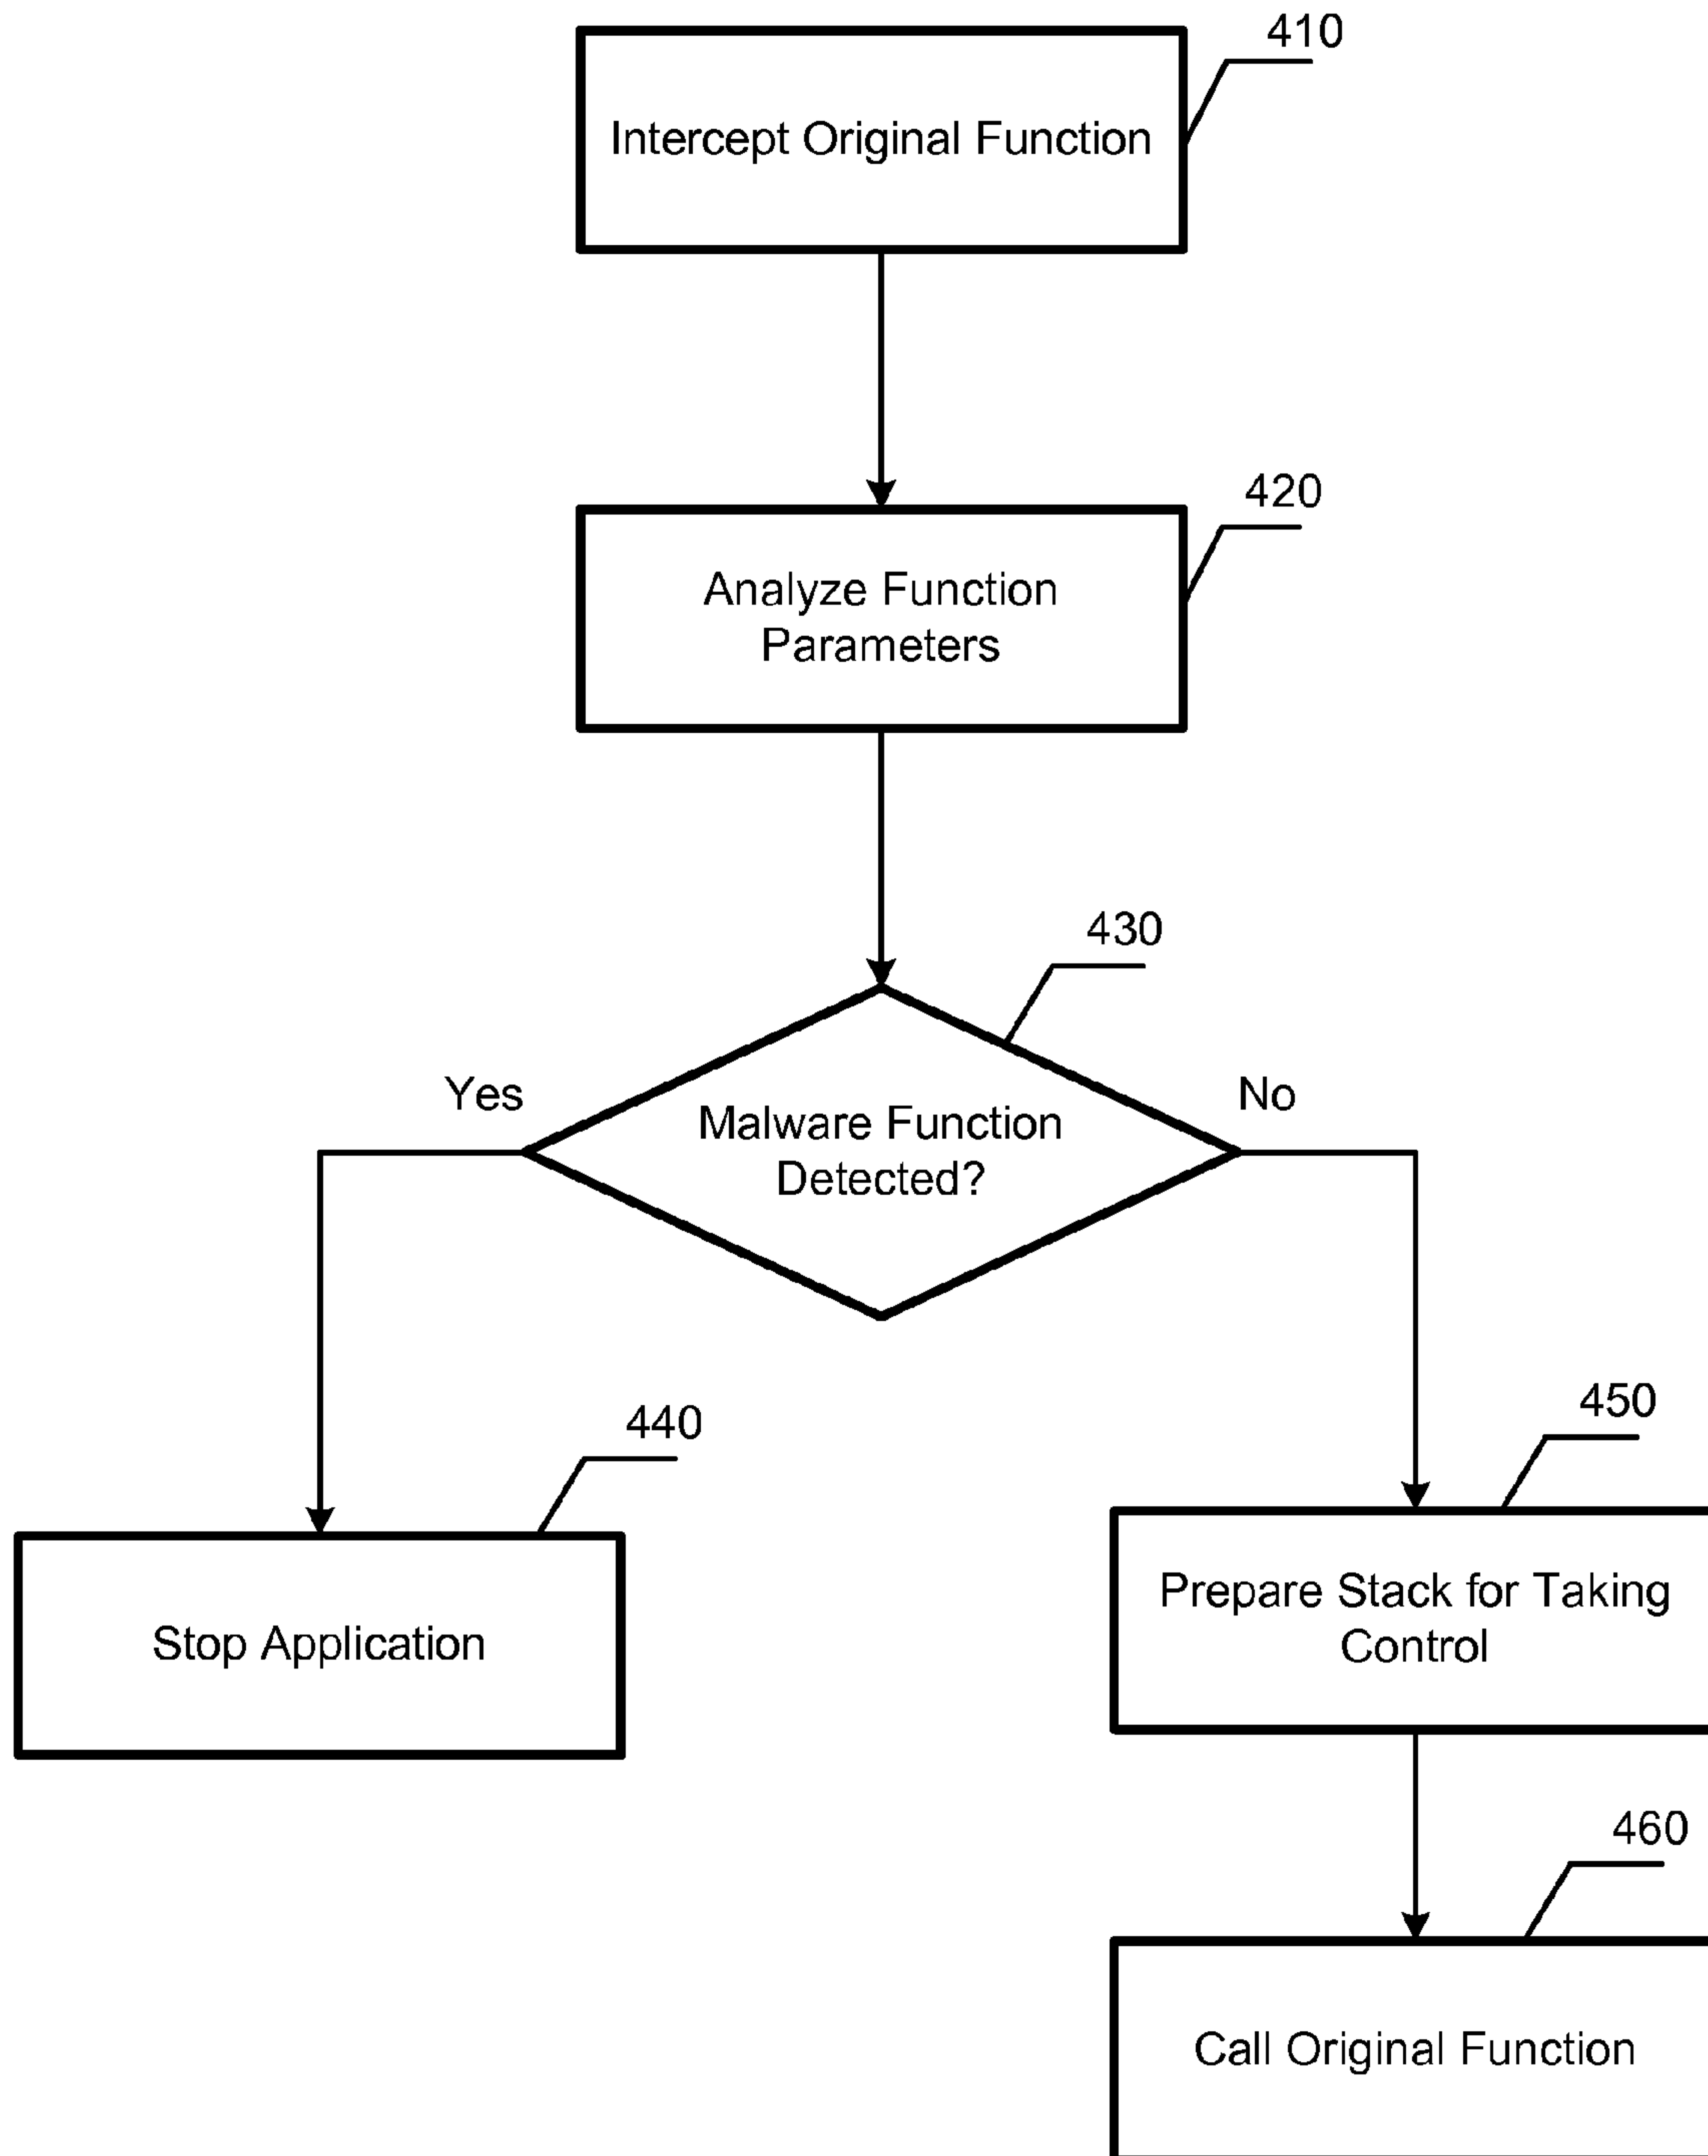 410
Intercept Original Function
420
Analyze Function
Parameters
430
Yes
No
Malware Function
Detected?
440
Stop Application
450
Prepare Stack for Taking
Control
460
Call Original Function